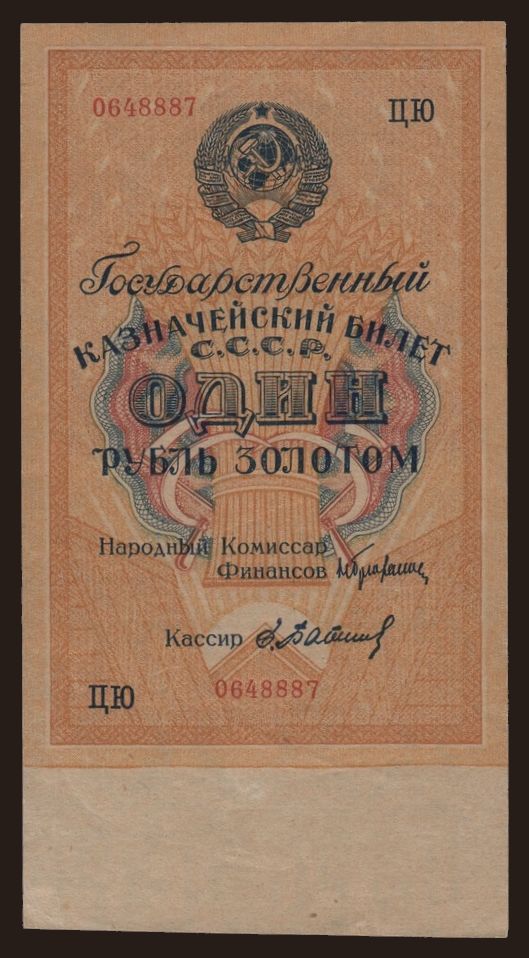 0648887
ЦЮ
Государственный
КАЗНАЧЕЙСКИЙ БИЛЕТ
С.С.С.Р.
ОДИН
РУБЛЬ ЗОЛОТОМ
Народный Комиссар
Финансов
Кассир
ЦЮ
0648887